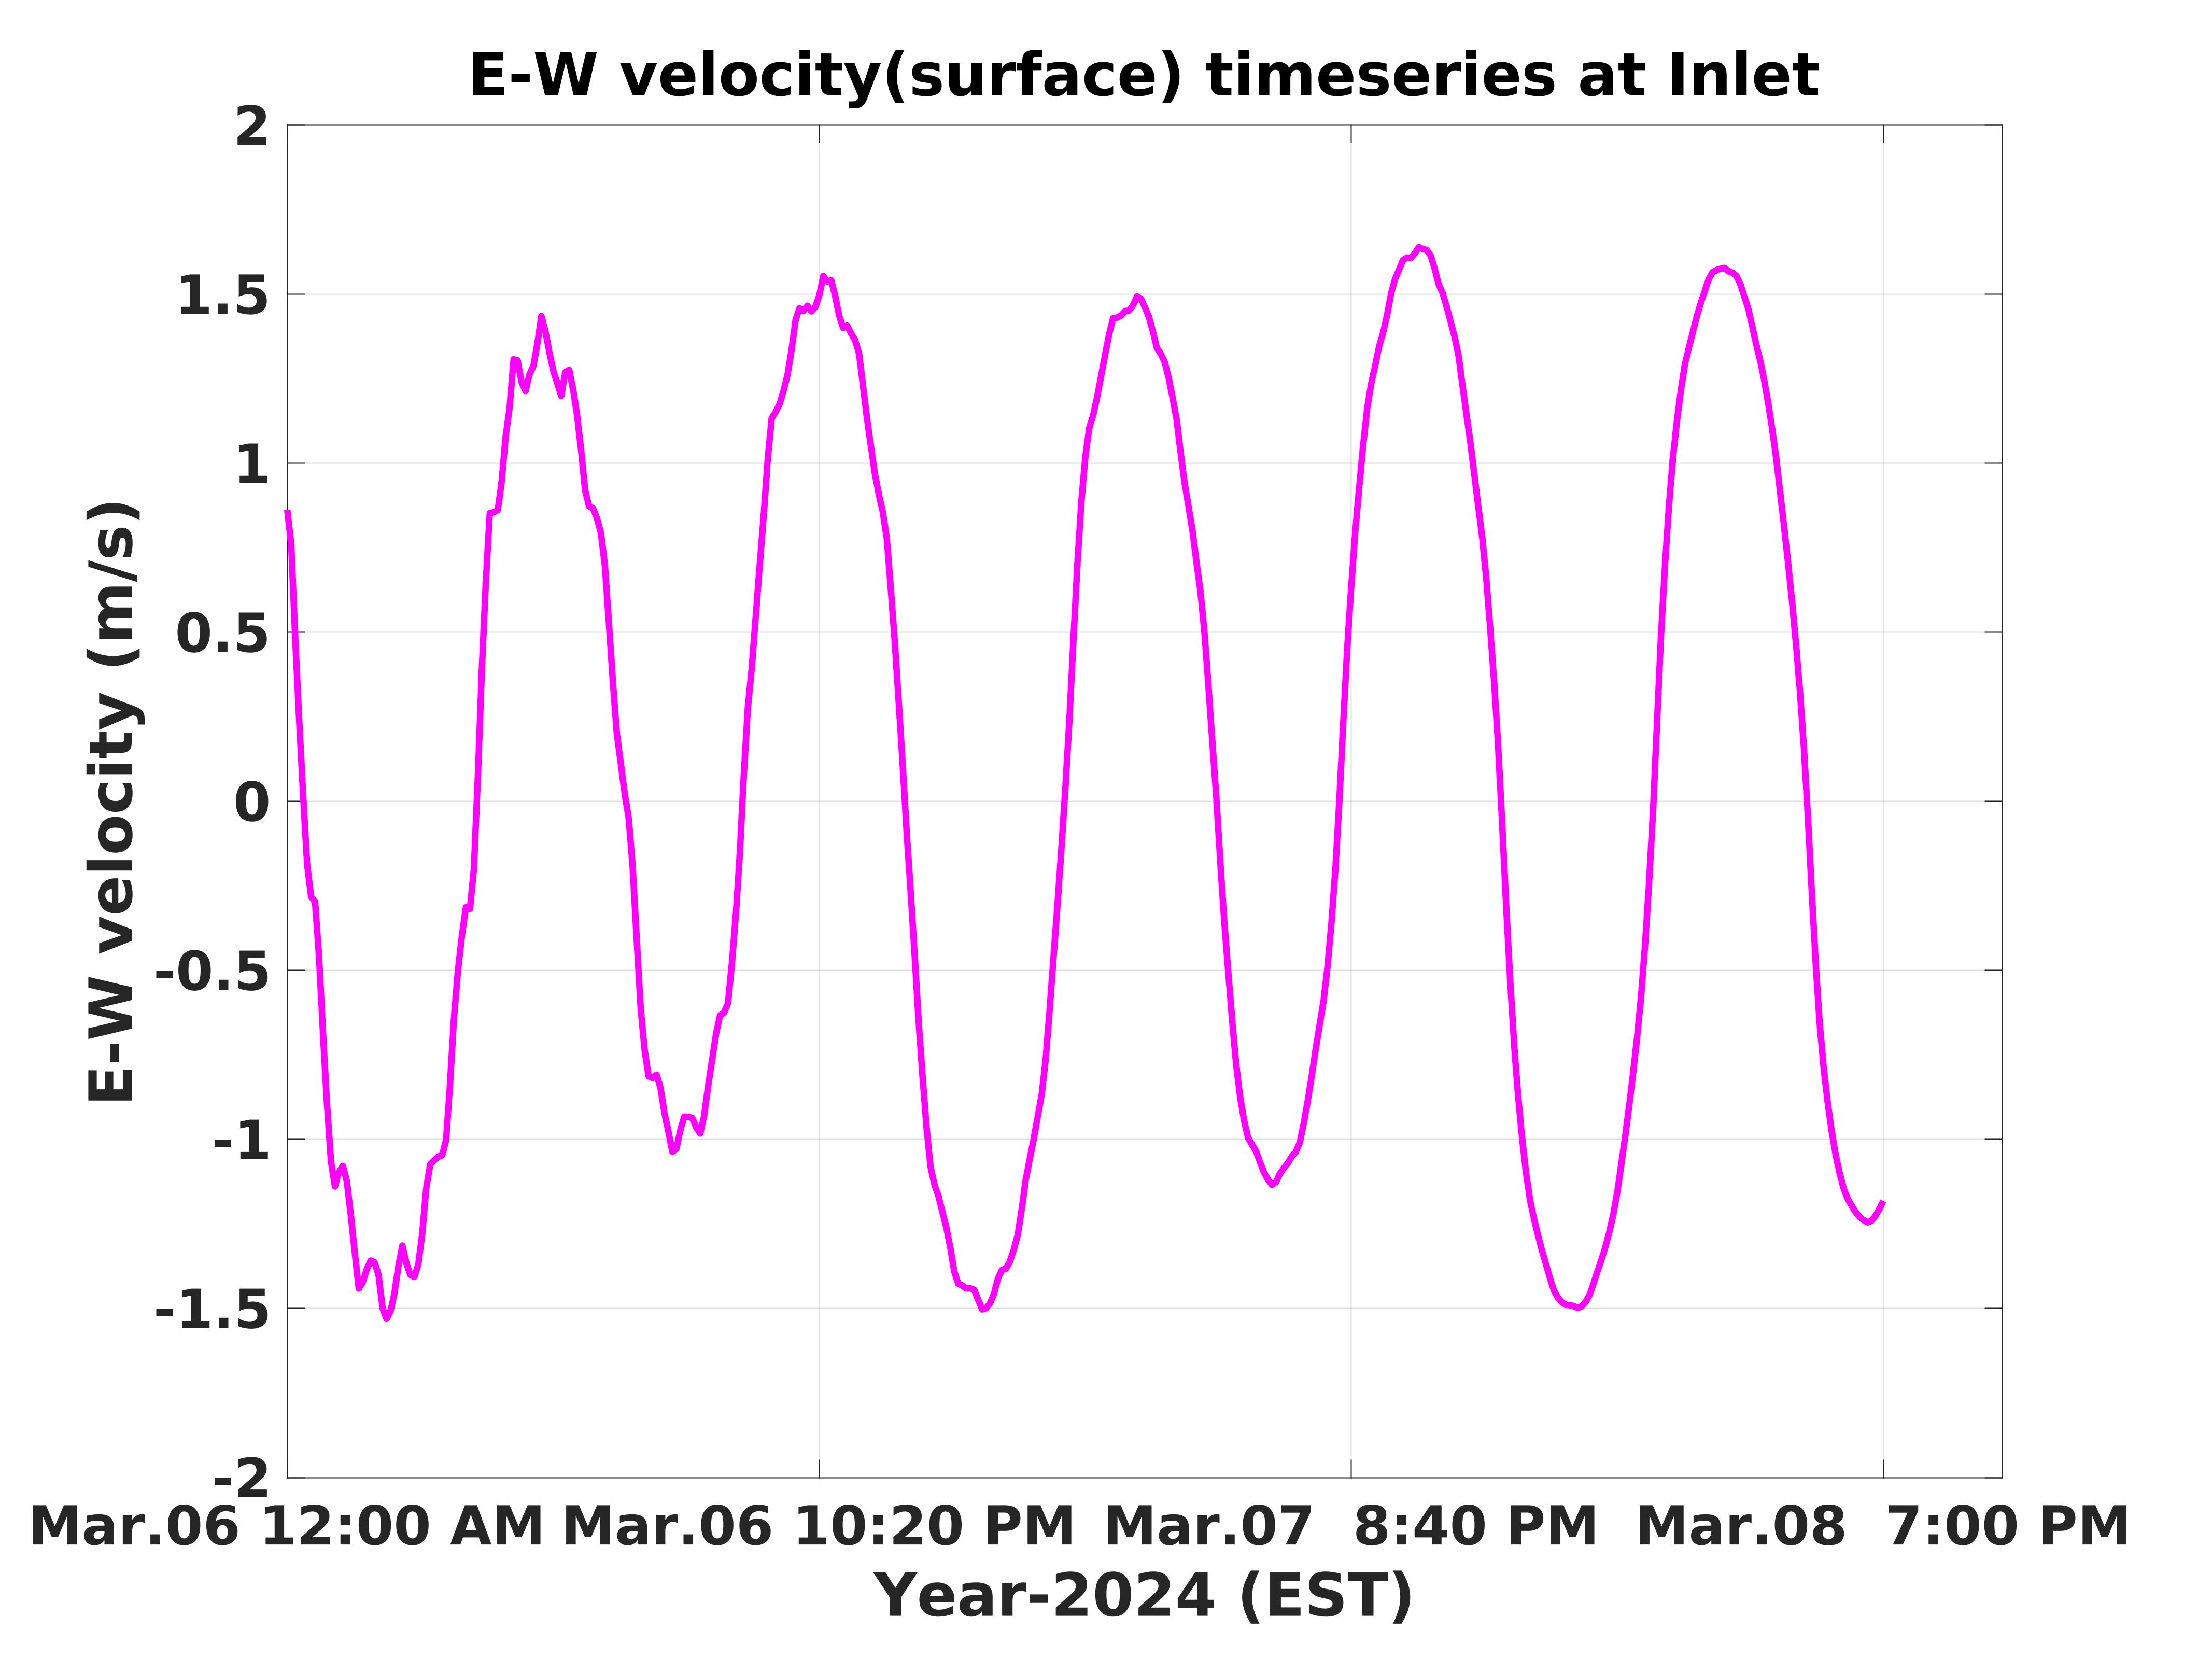 E-W velocity(surface) timeseries at Inlet
2
1.5
1
0.5
0
-0.5
-1
-1.5
-2
E-W velocity (m/s)
Mar.06 12:00 AM Mar.06 10:20 PM Mar.07 8:40 PM Mar.08 7:00 PM
Year-2024 (EST)